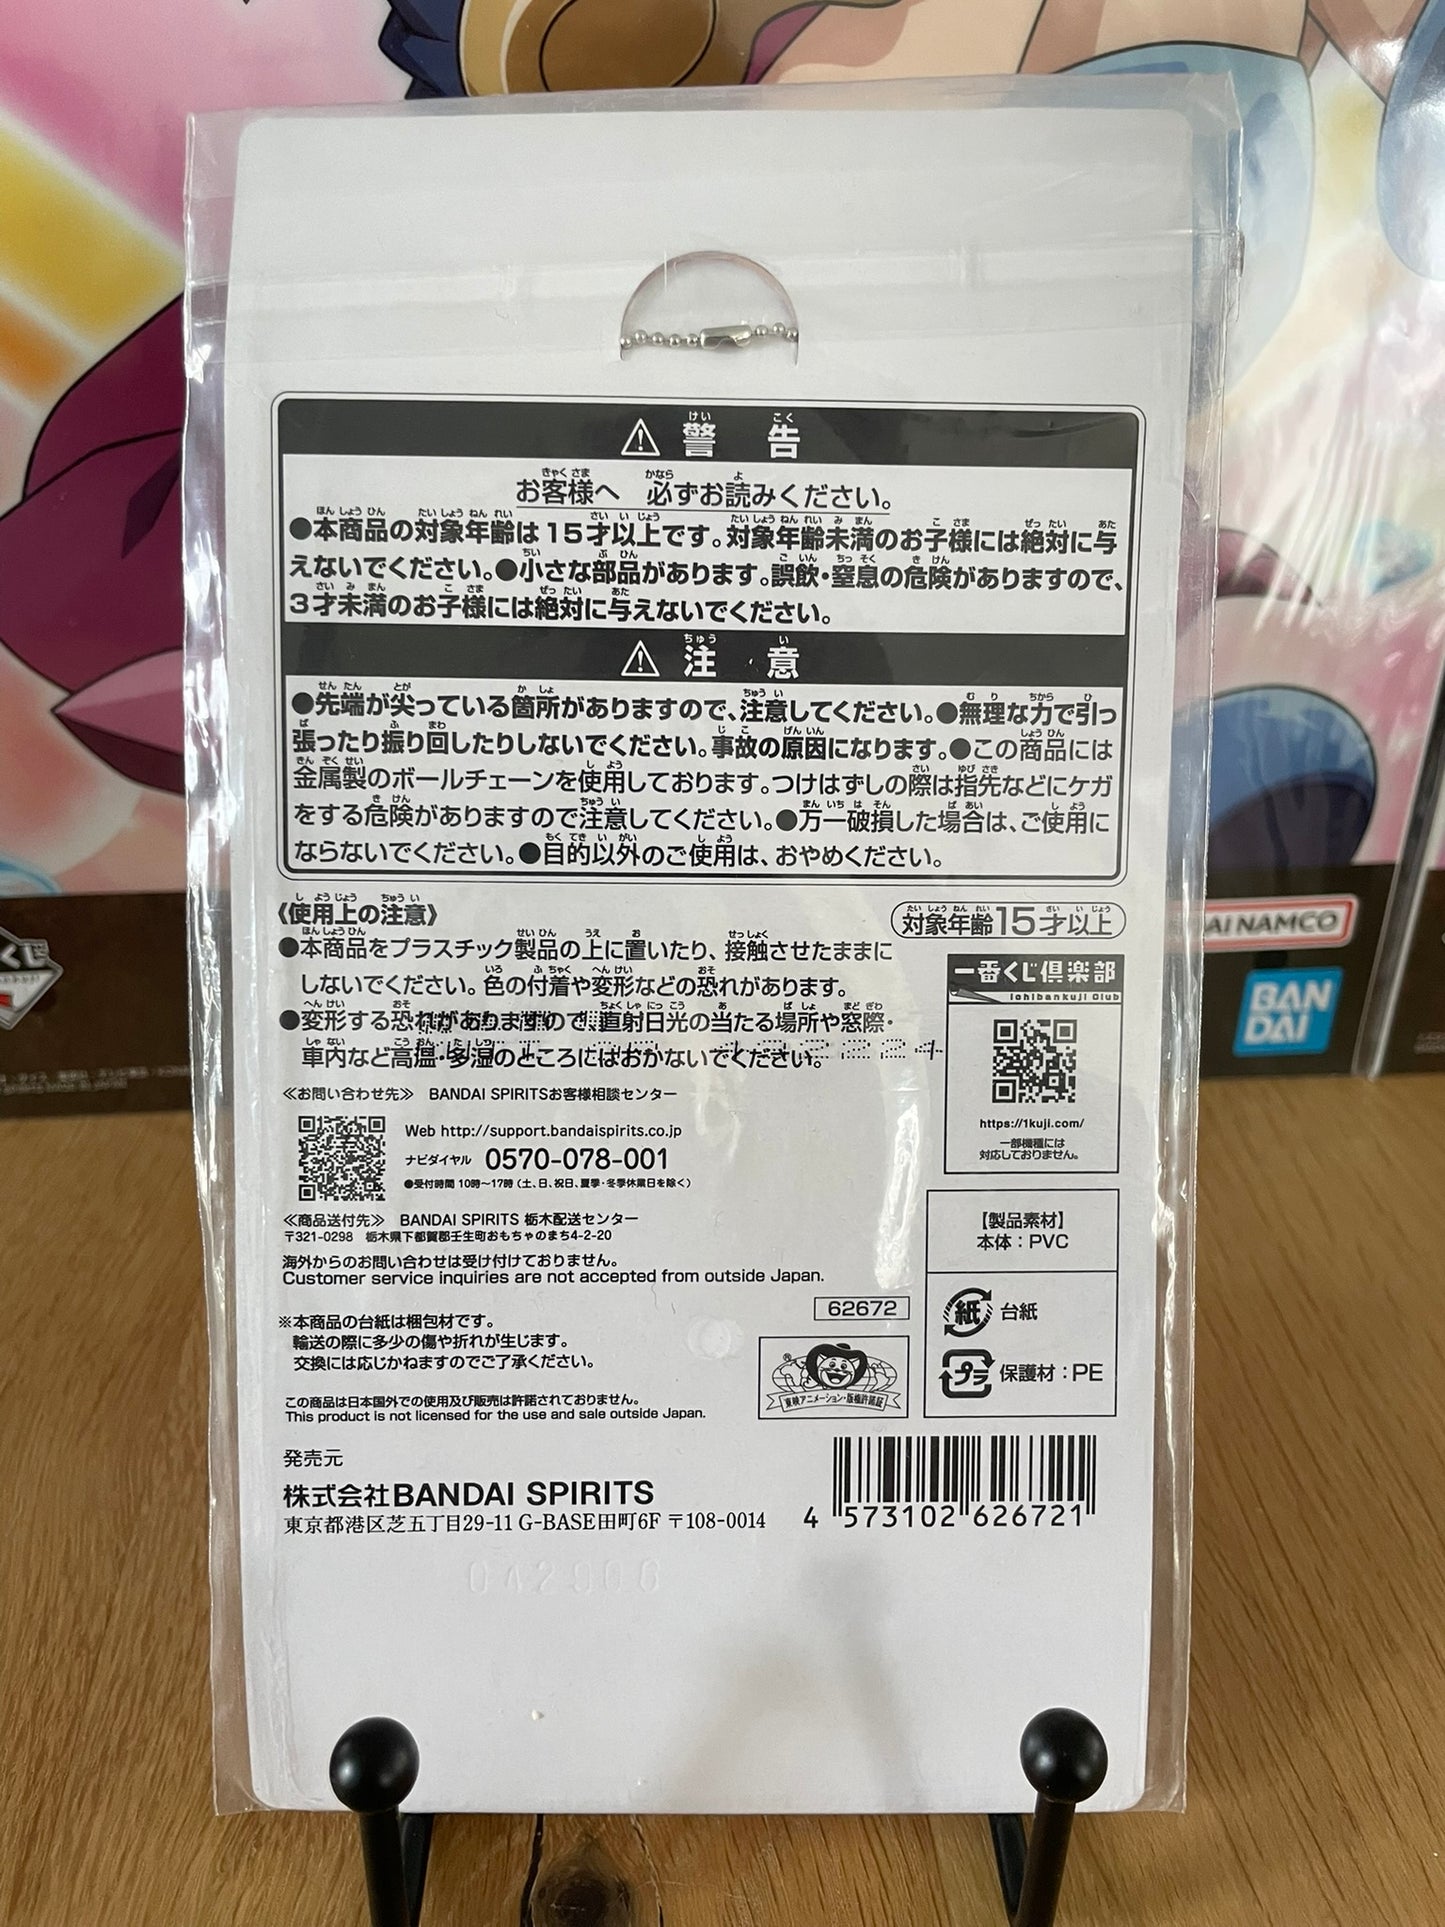 警告
お客様へ 必ずお読みください。
●本商品の対象年齢は15才以上です。対象年齢未満のお子様には絶対に与
えないでください。●小さな部品があります。誤飲・窒息の危険がありますので、
3才未満のお子様には絶対に与えないでください。
注意
●先端が尖っている箇所がありますので、注意してください。●無理な力で引っ
張ったり振り回したりしないでください。事故の原因になります。●この商品には
金属製のボールチェーンを使用しております。つけはずしの際は指先などにケガ
をする危険がありますので注意してください。●万一破損した場合は、ご使用に
ならないでください。●目的以外のご使用は、おやめください。
《使用上の注意》
対象年齢15才以上
●本商品をプラスチック製品の上に置いたり、接触させたままに
しないでください。色の付着や変形などの恐れがあります。
●変形する恐れがありますので、直射日光の当たる場所や窓際・
車内など高温・多湿のところにはおかないでください。
一番くじ倶楽部
Ichibankuji Club
https://1kuji.com/
一部機種には
対応しておりません。
≪お問い合わせ先≫ BANDAI SPIRITSお客様相談センター
Web http://support.bandaispirits.co.jp
ナビダイヤル 0570-078-001
●受付時間 10時～17時（土、日、祝日、夏季・冬季休業日を除く）
≪商品送付先≫ BANDAI SPIRITS 栃木配送センター
〒321-0298 栃木県下都賀郡壬生町おもちゃのまち4-2-20
海外からのお問い合わせは受け付けておりません。
Customer service inquiries are not accepted from outside Japan.
【製品素材】
本体：PVC
紙 台紙
プラ 保護材：PE
62672
※本商品の台紙は梱包材です。
輸送の際に多少の傷や折れが生じます。
交換には応じかねますのでご了承ください。
東映アニメーション・版権許諾証
この商品は日本国外での使用及び販売は許諾されておりません。
This product is not licensed for the use and sale outside Japan.
発売元
株式会社BANDAI SPIRITS
東京都港区芝五丁目29-11 G-BASE田町6F 〒108-0014
4 573102 626721
042906
DAI NAMCO
BAN
DAI
くじ